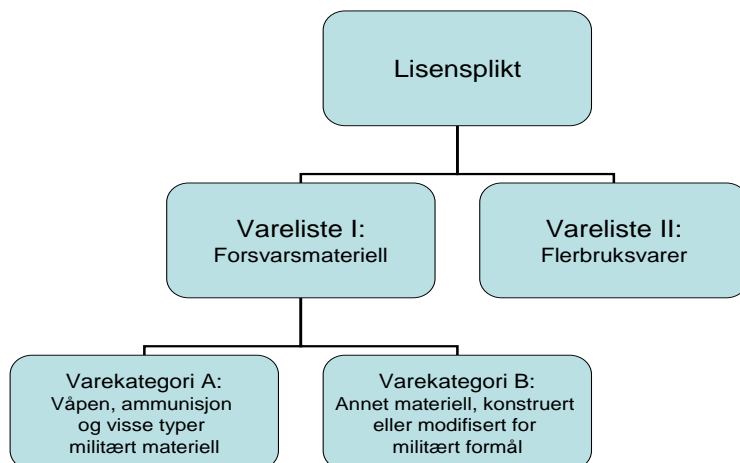 Lisensplikt
Vareliste I:
Forsvarsmateriell
Vareliste II:
Flerbruksvarer
Varekategori A:
Våpen, ammunisjon
og visse typer
militært materiell
Varekategori B:
Annet materiell, konstruert
eller modifisert for
militært formål